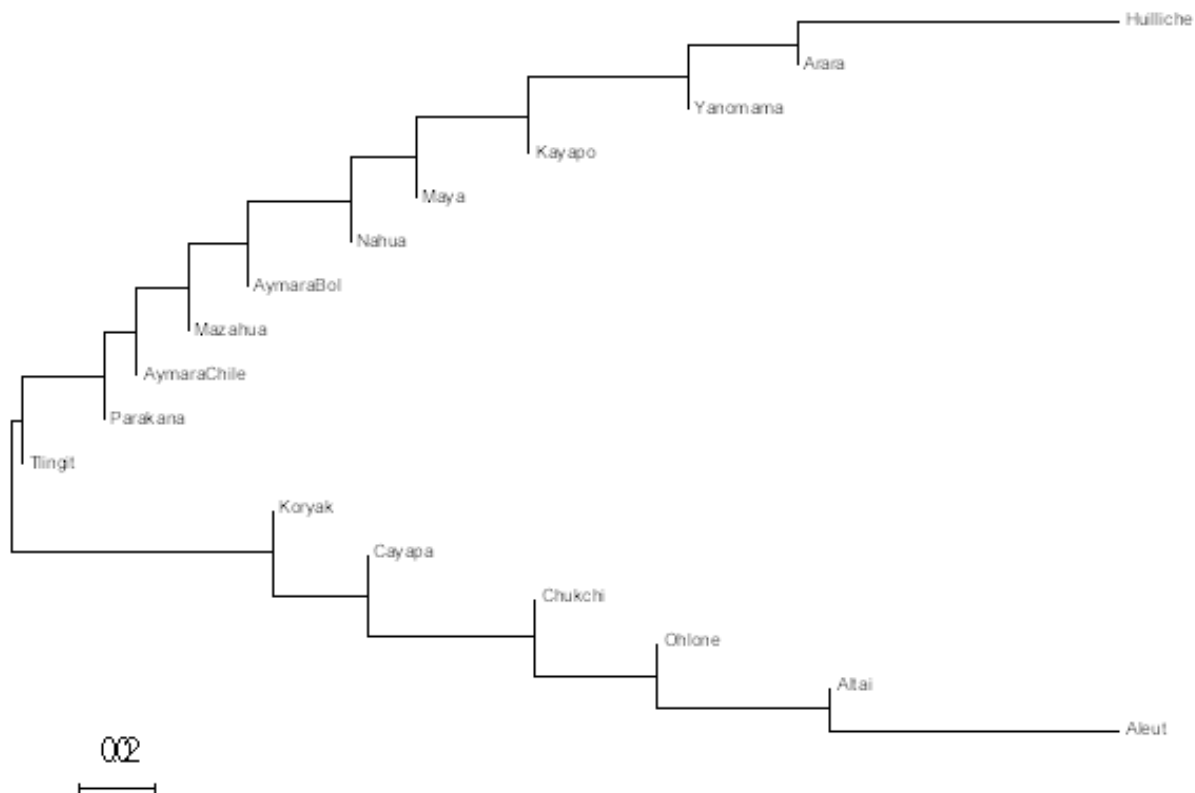 Huilliche
Arara
Yanomama
Kayapo
Maya
Nahua
AymaraBol
Mazahua
AymaraChile
Parakana
Tlingit
Koryak
Cayapa
Chukchi
Ohlone
Altai
Aleut
0.02